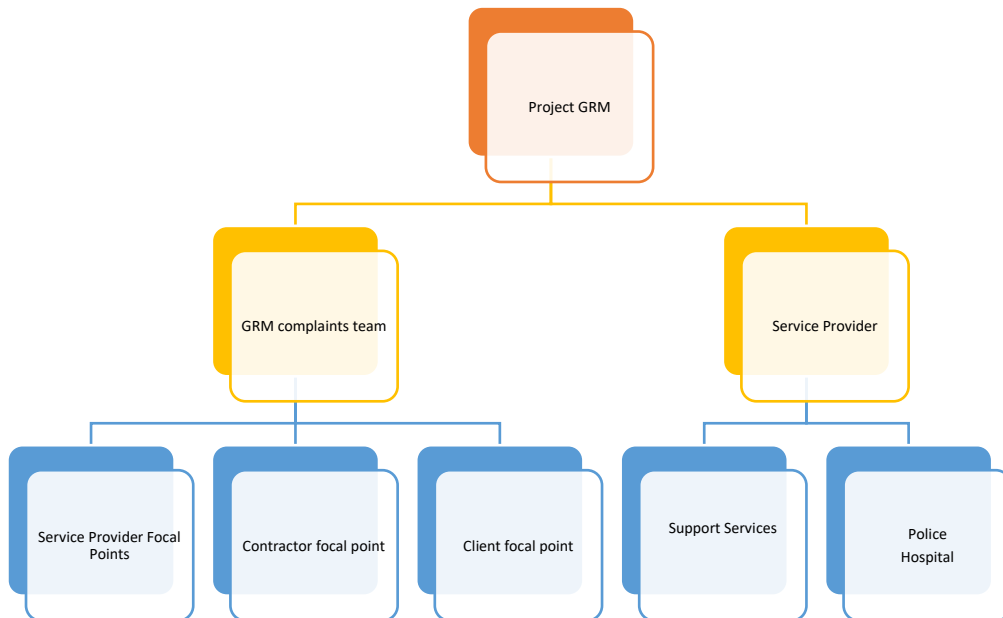 Project GRM
GRM complaints team
Service Provider
Service Provider Focal
Points
Contractor focal point
Client focal point
Support Services
Police
Hospital